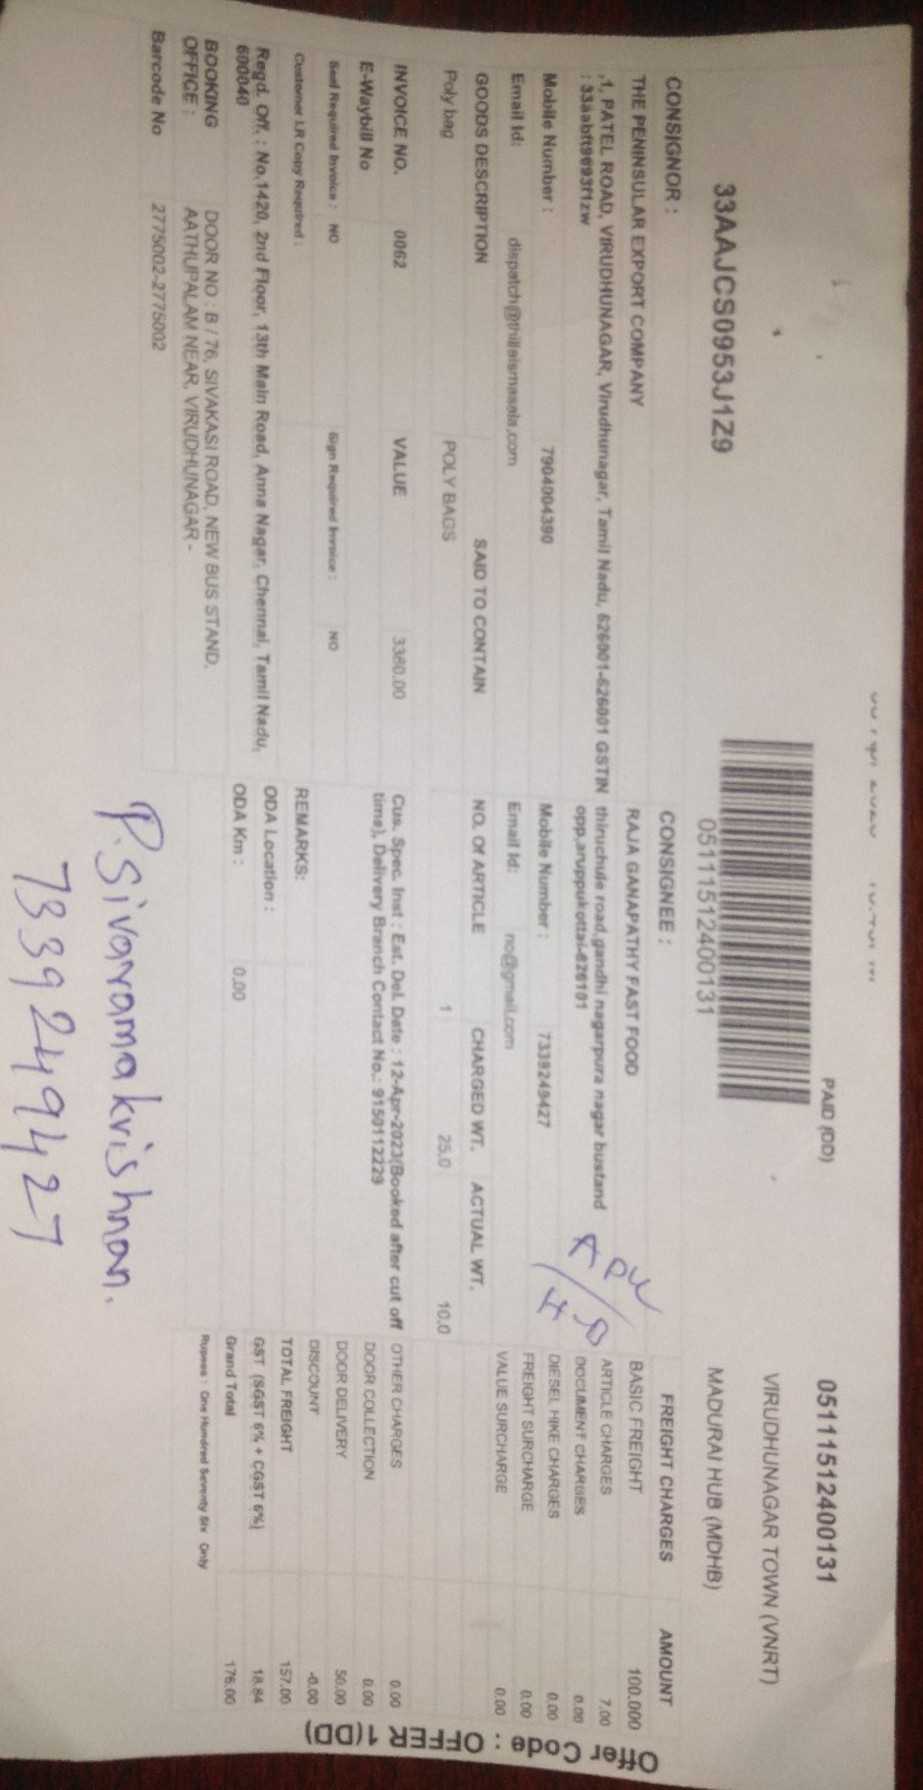 PAID (DD)
051115124000131
VIRUDHUNAGAR TOWN (VNRT)
33AAJCS0953J1Z9
051115124000131
MADURAI HUB (MDHB)
CONSIGNOR :
CONSIGNEE :
FREIGHT CHARGES
AMOUNT
THE PENINSULAR EXPORT COMPANY
RAJA GANAPATHY FAST FOOD
BASIC FREIGHT 100.000
,1, PATEL ROAD, VIRUDHUNAGAR, Virudhunagar, Tamil Nadu, 626001-626001 GSTIN
: 33aabft9693f1zw
thiruchule road,gandhi nagarpura nagar bustand
opp,aruppukottai-626101
ARTICLE CHARGES 7.00
DOCUMENT CHARGES 0.00
Mobile Number : 7904004390
Mobile Number : 7339249427
DIESEL HIKE CHARGES 0.00
Email Id: dispatch@thillaismasala.com
Email Id: no@gmail.com
FREIGHT SURCHARGE 0.00
VALUE SURCHARGE 0.00
GOODS DESCRIPTION
SAID TO CONTAIN
NO. Of ARTICLE
CHARGED WT.
ACTUAL WT.
Poly bag
POLY BAGS
1
25.0
10.0
INVOICE NO. 0062
VALUE 3380.00
Cus. Spec. Inst : Est. Del. Date : 12-Apr-2023(Booked after cut off
time), Delivery Branch Contact No.: 9150112229
OTHER CHARGES 0.00
E-Waybill No
DOOR COLLECTION 0.00
Seal Required Invoice : NO
Sign Required Invoice : NO
DOOR DELIVERY 50.00
Customer LR Copy Required :
REMARKS:
DISCOUNT -0.00
Regd. Off. : No.1420, 2nd Floor, 13th Main Road, Anna Nagar, Chennai, Tamil Nadu,
600040
ODA Location :
TOTAL FREIGHT 157.00
ODA Km : 0.00
GST (SGST 6% + CGST 6%) 18.84
BOOKING
OFFICE :
DOOR NO : B / 76, SIVAKASI ROAD, NEW BUS STAND,
AATHUPALAM NEAR, VIRUDHUNAGAR -
Grand Total 176.00
Barcode No 2775002-2775002
Rupees : One Hundred Seventy Six Only
Offer Code : OFFER 1(DD)
P. Sivaramakrishnan.
7339249427